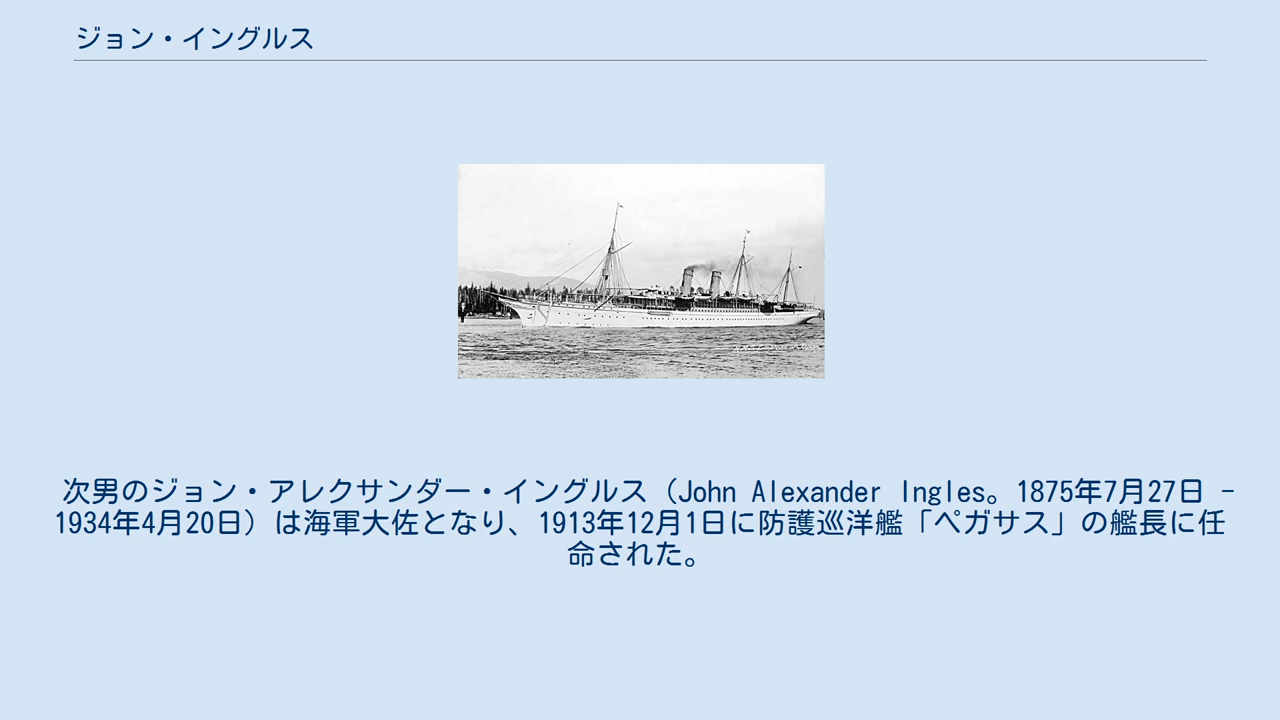 ジョン・イングルス
次男のジョン・アレクサンダー・イングルス（John Alexander Ingles。1875年7月27日 -
1934年4月20日）は海軍大佐となり、1913年12月1日に防護巡洋艦「ペガサス」の艦長に任
命された。